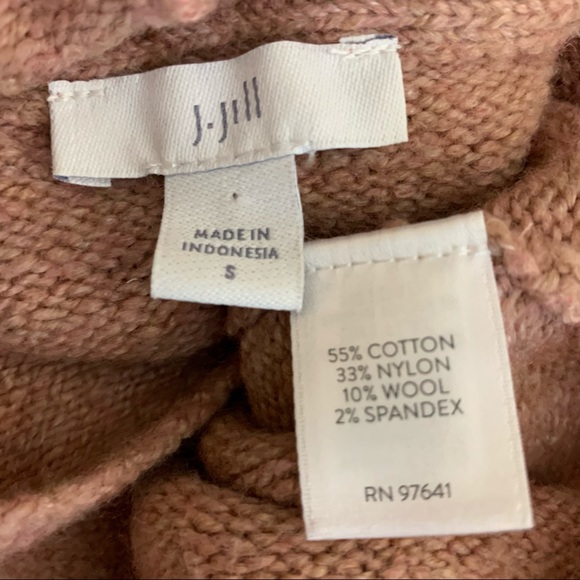 J.Jill
MADE IN
INDONESIA
S
55% COTTON
33% NYLON
10% WOOL
2% SPANDEX
RN 97641